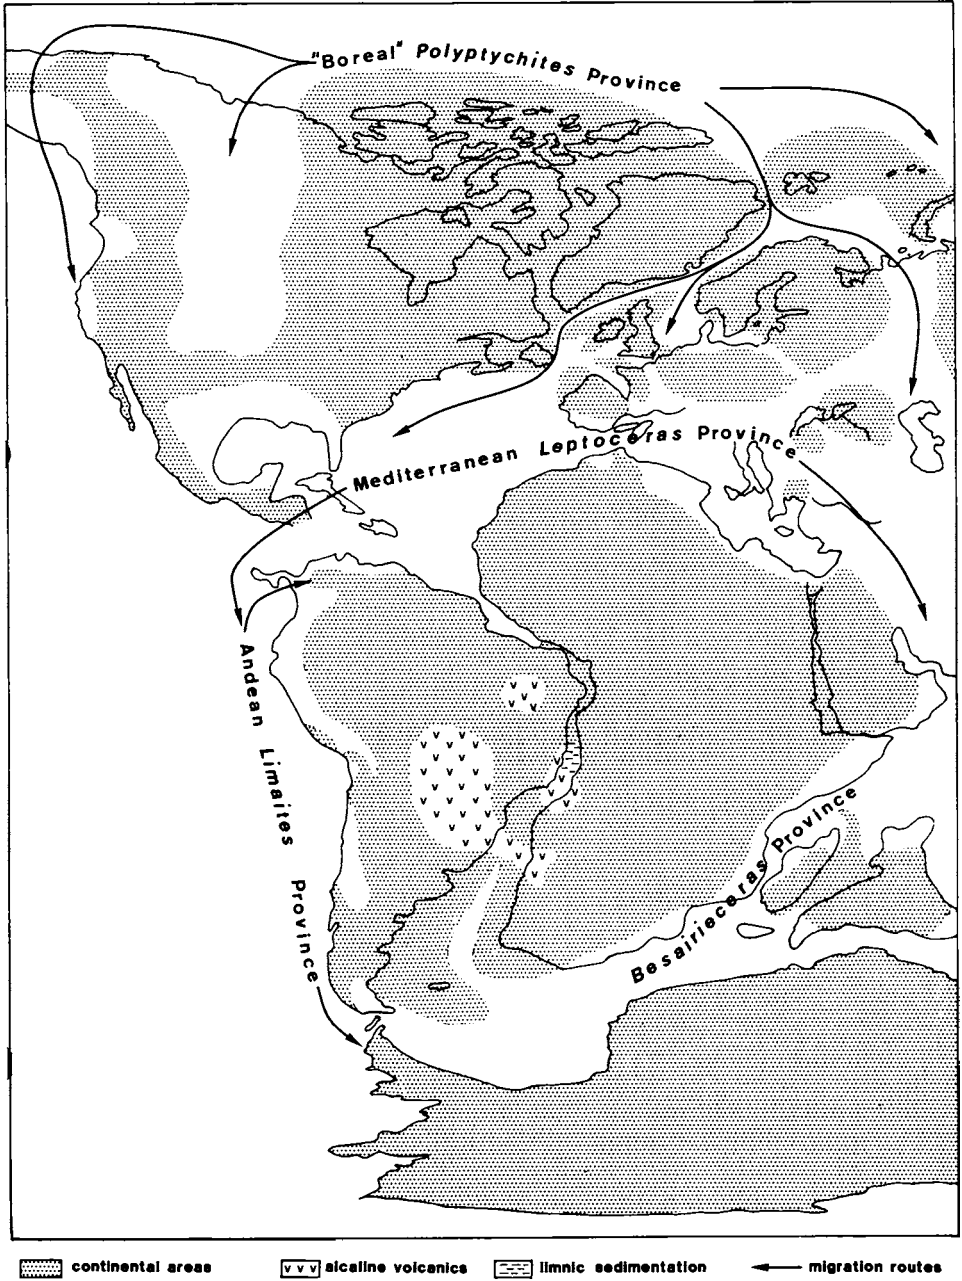 "Boreal" Polyptychites Province
Mediterranean Leptoceras Province
Andean Limaites Province
Besairieceras Province
continental areas
v v v
alcaline volcanics
limnic sedimentation
migration routes